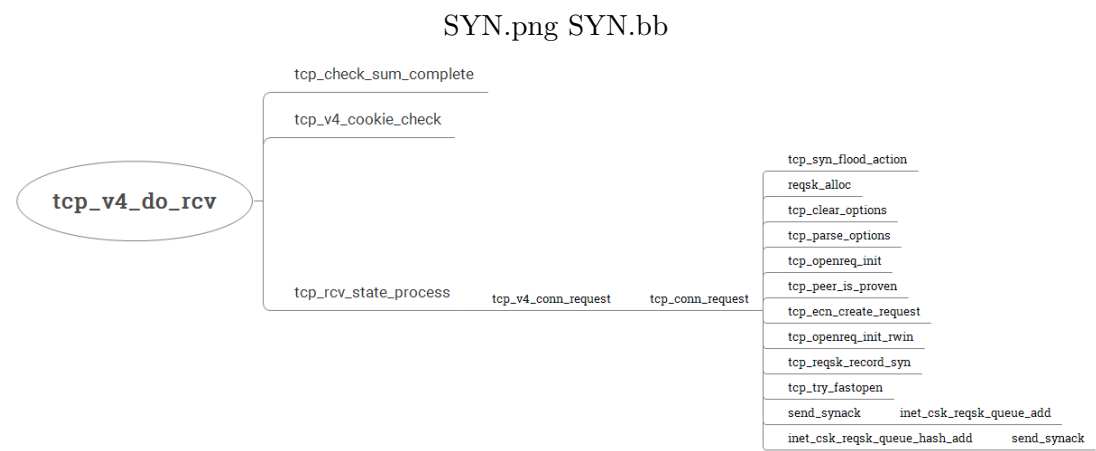 SYN.png SYN.bb
tcp_check_sum_complete
tcp_v4_cookie_check
tcp_v4_do_rcv
tcp_rcv_state_process
tcp_v4_conn_request
tcp_conn_request
tcp_syn_flood_action
reqsk_alloc
tcp_clear_options
tcp_parse_options
tcp_openreq_init
tcp_peer_is_proven
tcp_ecn_create_request
tcp_openreq_init_rwin
tcp_reqsk_record_syn
tcp_try_fastopen
send_synack inet_csk_reqsk_queue_add
inet_csk_reqsk_queue_hash_add send_synack